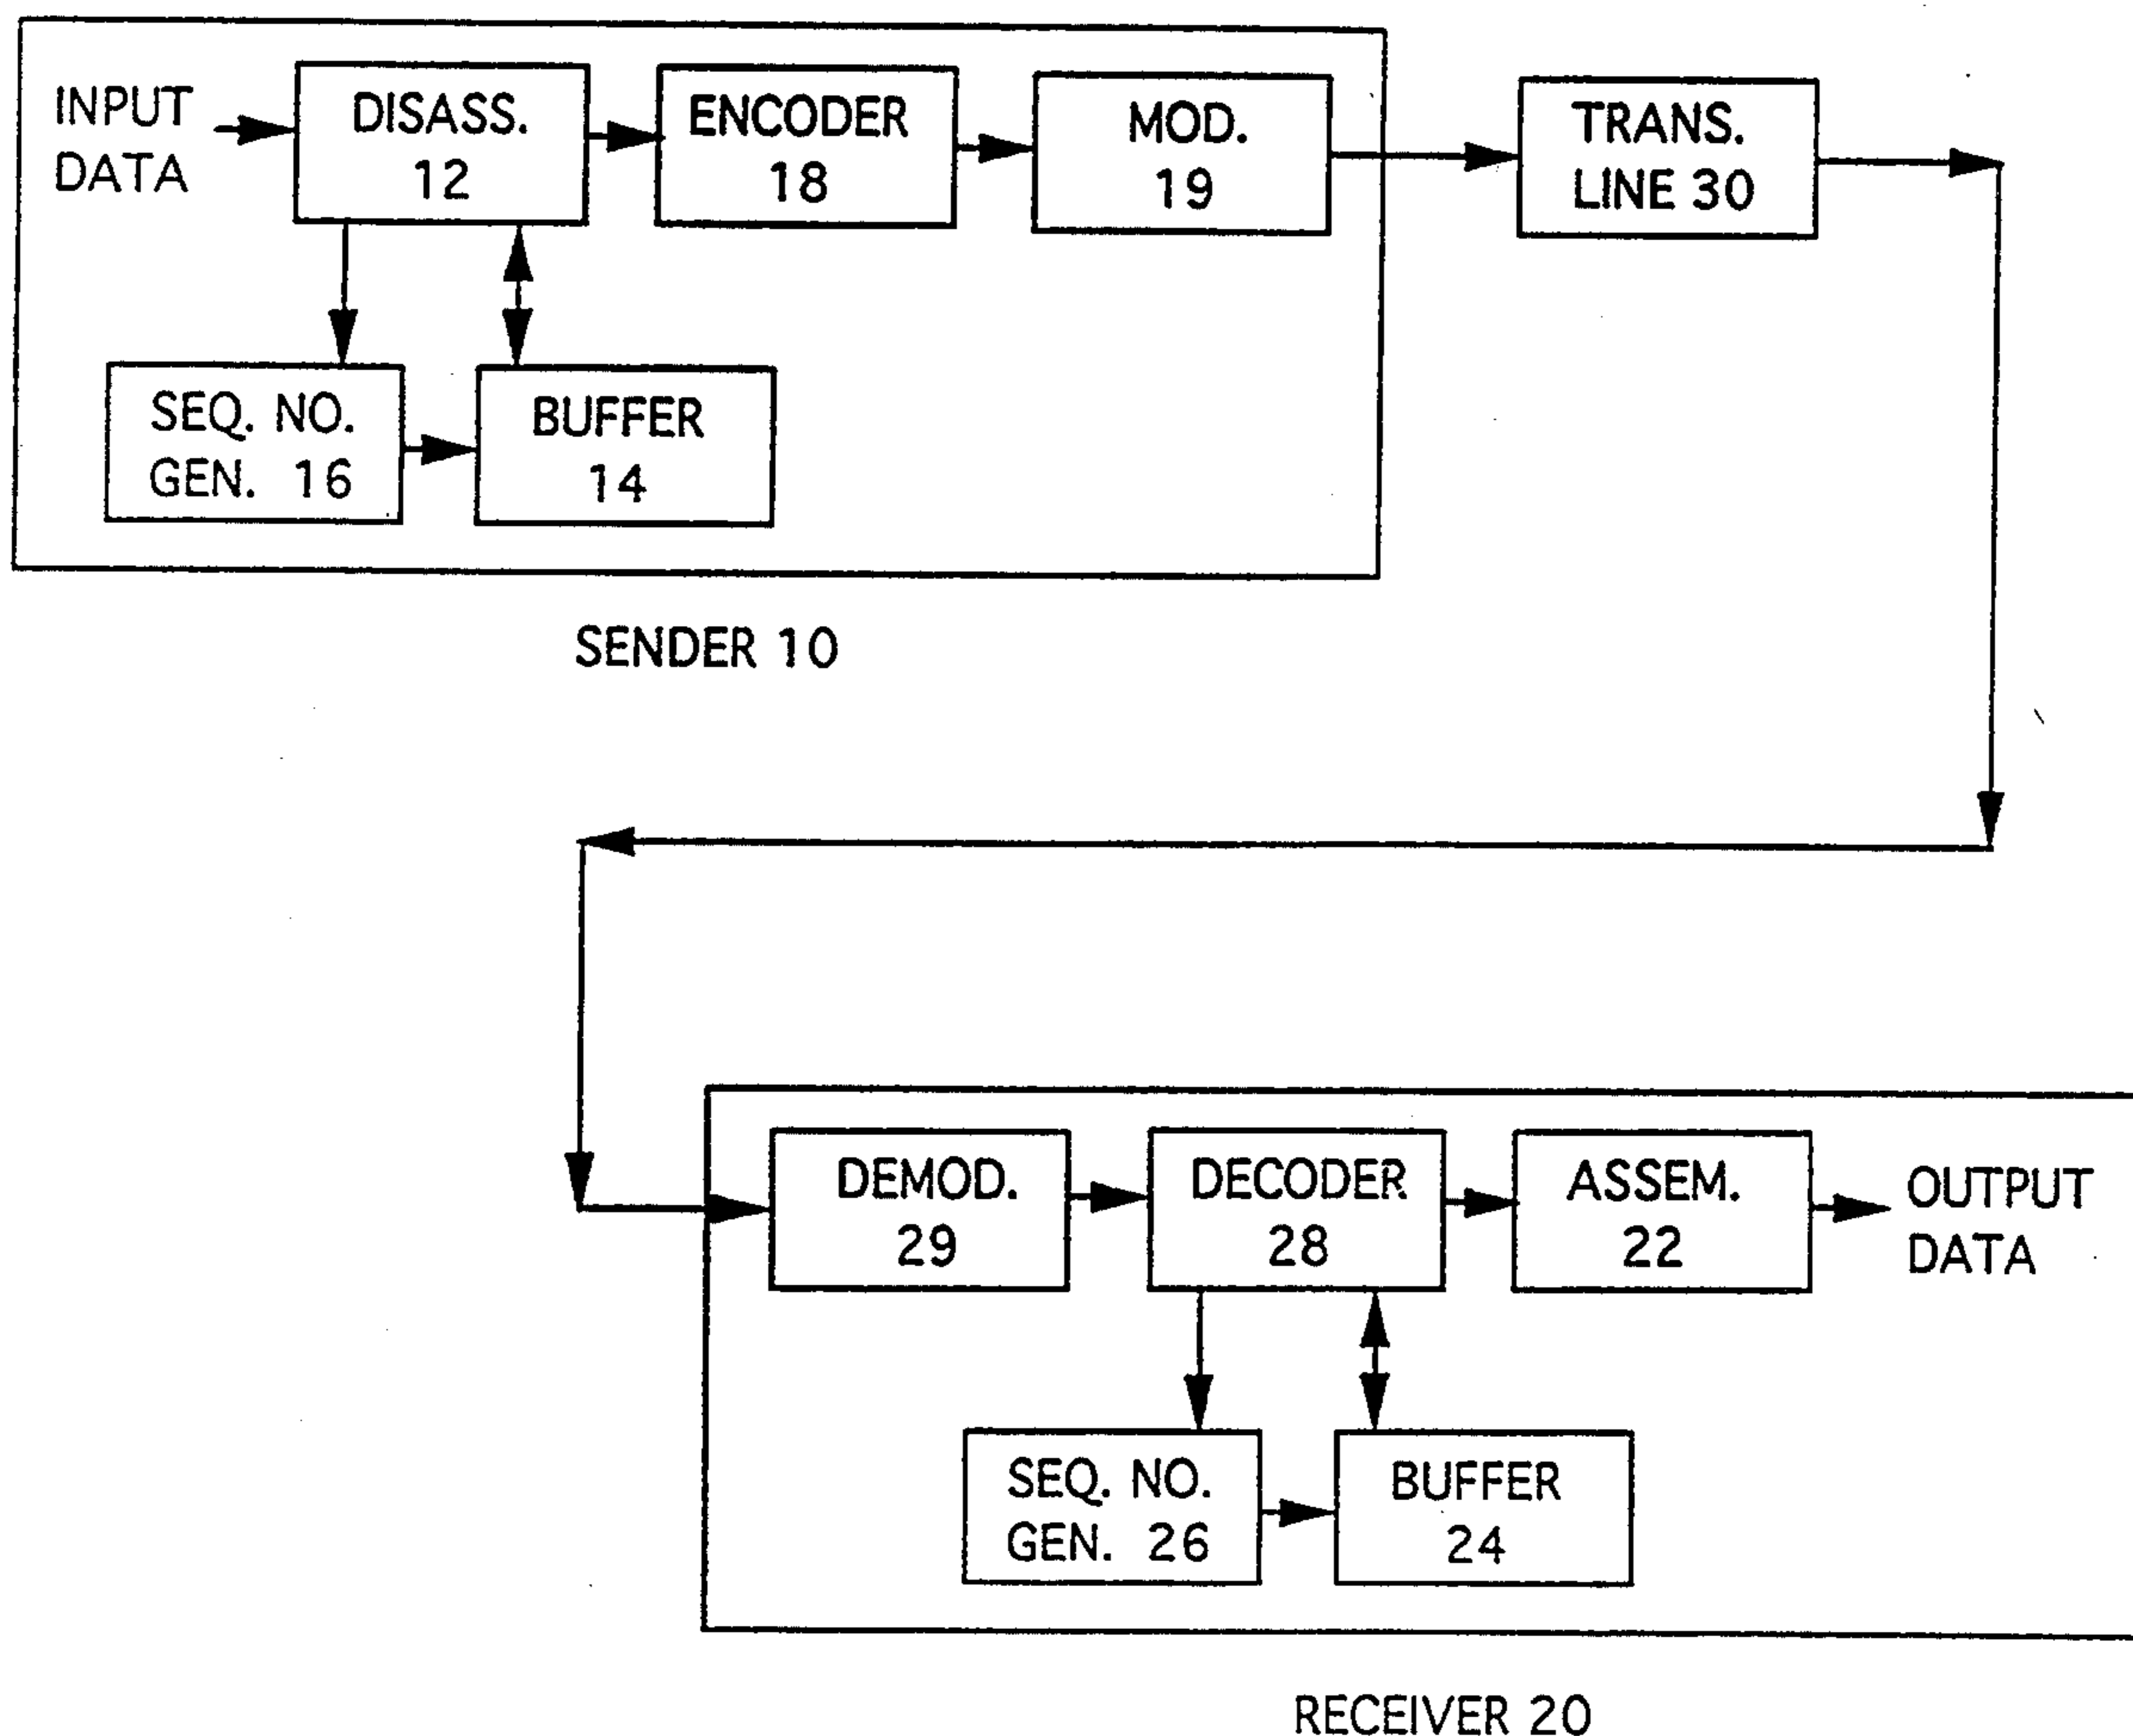 INPUT
DATA
DISASS.
12
ENCODER
18
MOD.
19
TRANS.
LINE 30
SEQ. NO.
GEN. 16
BUFFER
14
SENDER 10
DEMOD.
29
DECODER
28
ASSEM.
22
OUTPUT
DATA
SEQ. NO.
GEN. 26
BUFFER
24
RECEIVER 20